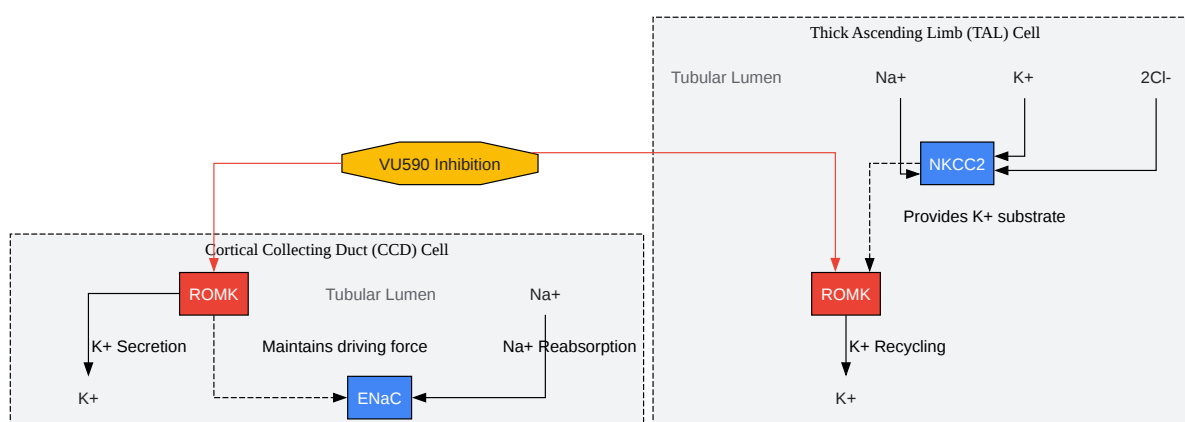 Thick Ascending Limb (TAL) Cell
Tubular Lumen
Na+
K+
2Cl-
VU590 Inhibition
NKCC2
Provides K+ substrate
Cortical Collecting Duct (CCD) Cell
ROMK
Tubular Lumen
Na+
ROMK
K+ Secretion
Maintains driving force
Na+ Reabsorption
K+ Recycling
K+
ENaC
K+